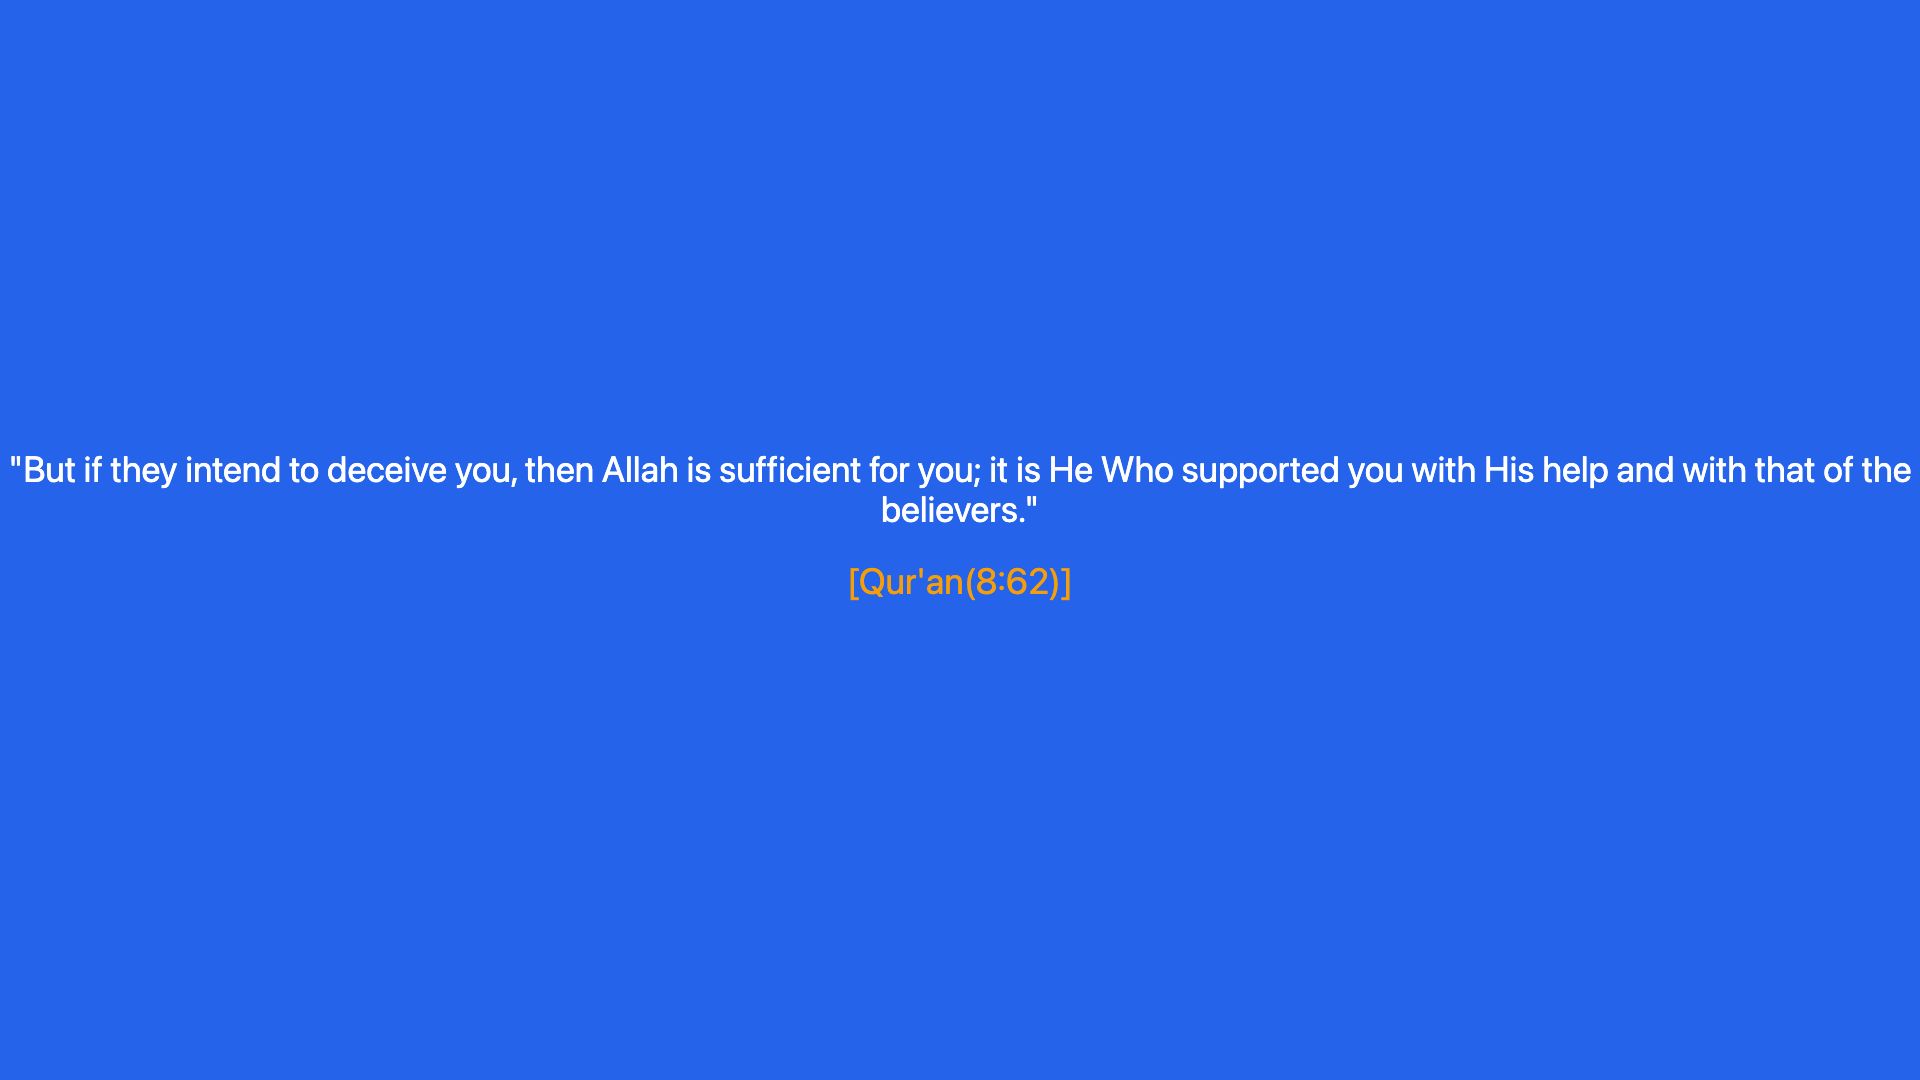 "But if they intend to deceive you, then Allah is sufficient for you; it is He Who supported you with His help and with that of the
believers."
[Qur'an(8:62)]